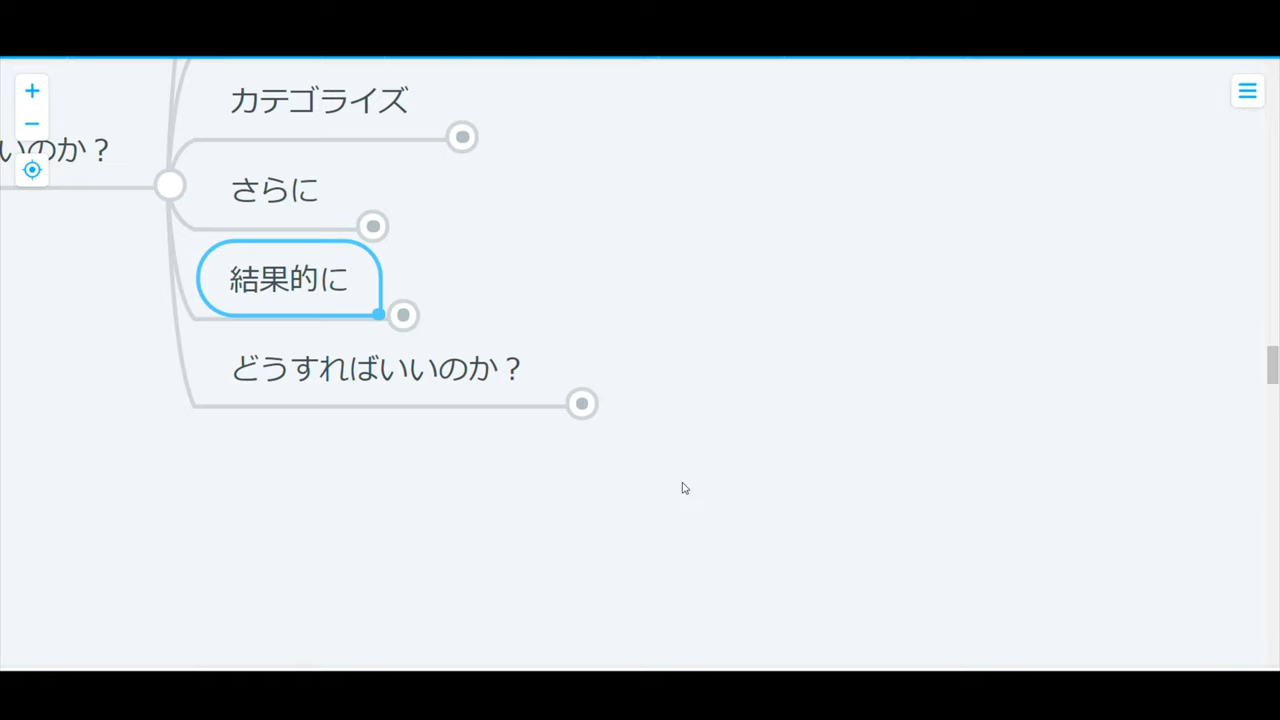 カテゴライズ
いのか？
さらに
結果的に
どうすればいいのか？